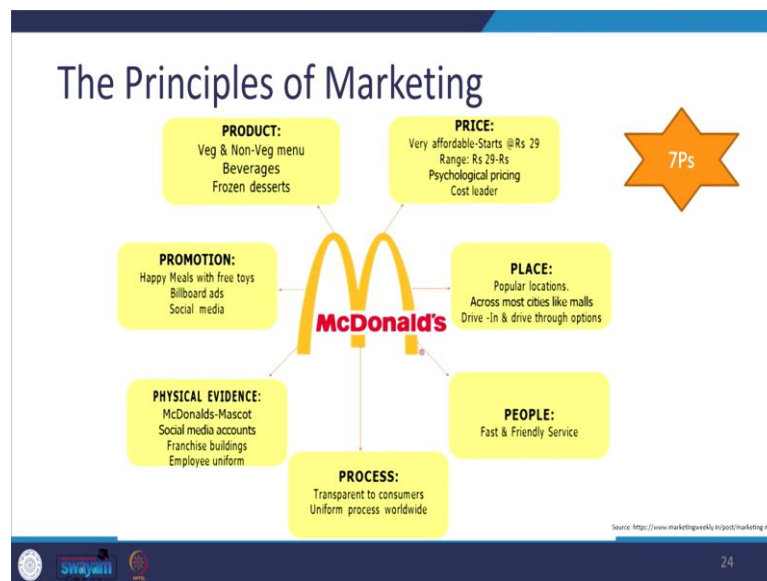 The Principles of Marketing
PRODUCT:
Veg & Non-Veg menu
Beverages
Frozen desserts
PRICE:
Very affordable-Starts @Rs 29
Range: Rs 29-Rs
Psychological pricing
Cost leader
7Ps
PROMOTION:
Happy Meals with free toys
Billboard ads
Social media
McDonald's
PLACE:
Popular locations.
Across most cities like malls
Drive -In & drive through options
PHYSICAL EVIDENCE:
McDonalds-Mascot
Social media accounts
Franchise buildings
Employee uniform
PEOPLE:
Fast & Friendly Service
PROCESS:
Transparent to consumers
Uniform process worldwide
Source: https://www.marketingweekly.in/post/marketing-
swayam
24